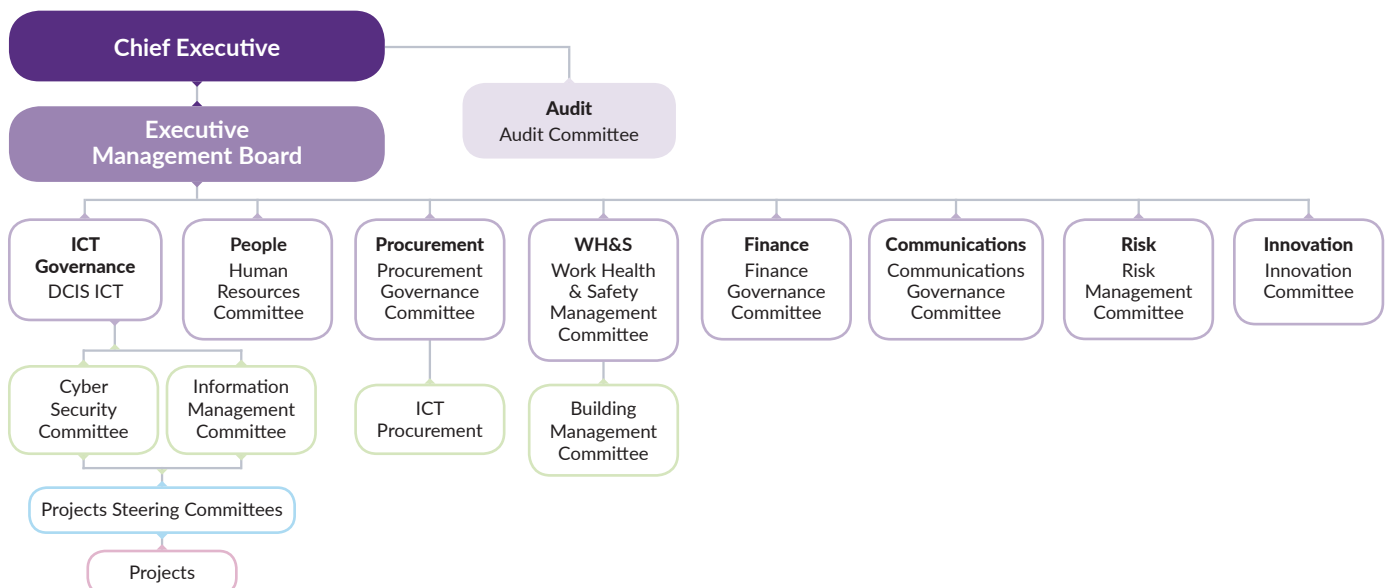 Chief Executive
Audit
Audit Committee
Executive
Management Board
ICT
Governance
DCIS ICT
People
Human
Resources
Committee
Procurement
Procurement
Governance
Committee
WH&S
Work Health
& Safety
Management
Committee
Finance
Finance
Governance
Committee
Communications
Communications
Governance
Committee
Risk
Risk
Management
Committee
Innovation
Innovation
Committee
Cyber
Security
Committee
Information
Management
Committee
ICT
Procurement
Building
Management
Committee
Projects Steering Committees
Projects